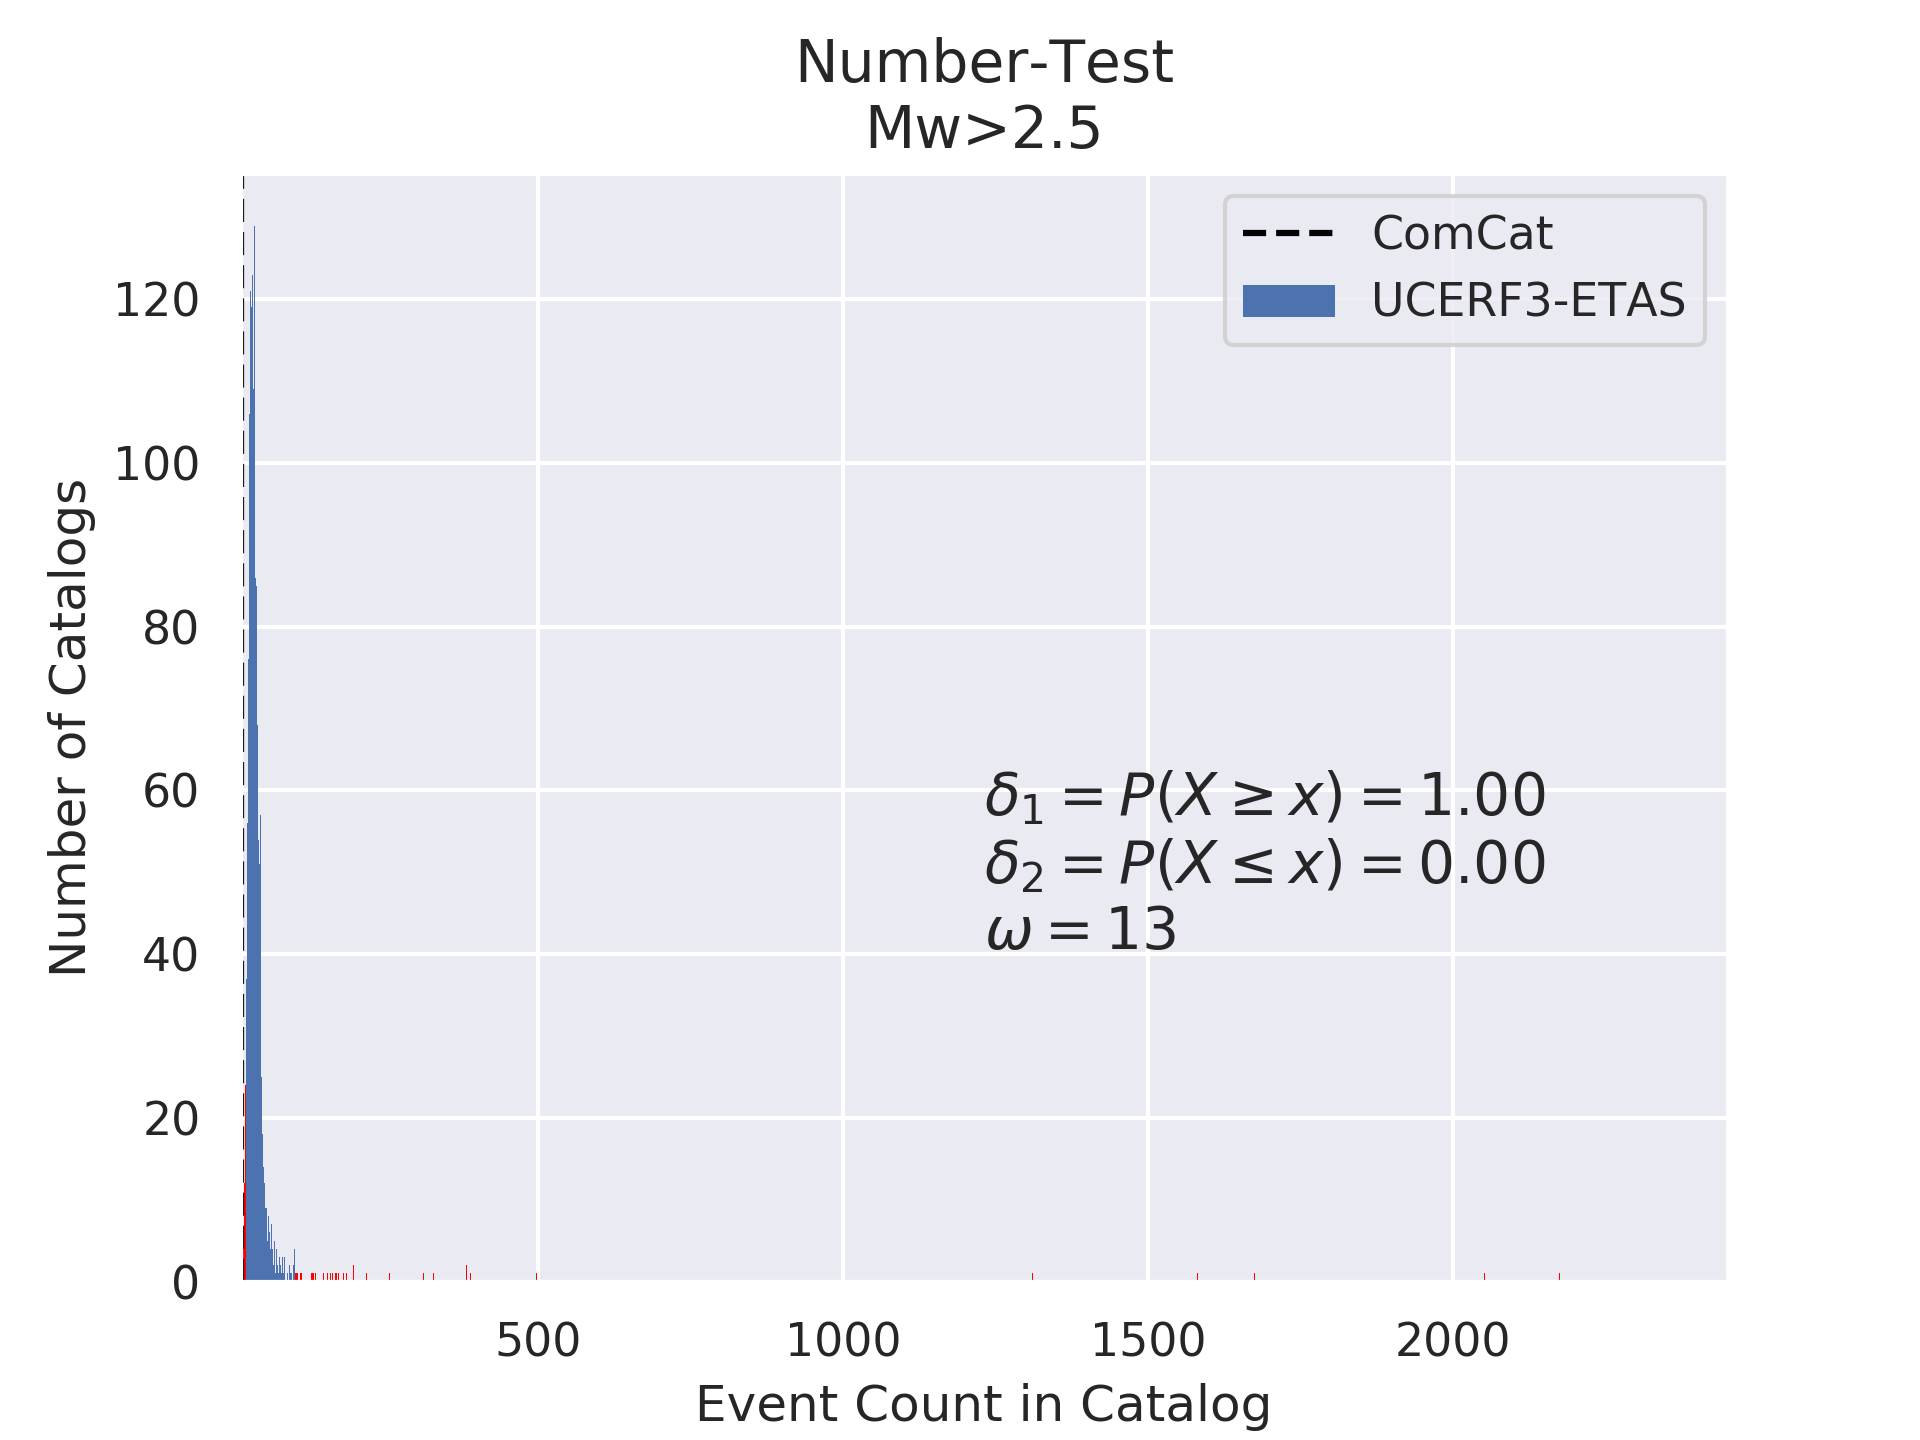 Number-Test
Mw>2.5
ComCat
UCERF3-ETAS
120
100
80
60
40
20
0
Number of Catalogs
δ₁ = P(X ≥ x) = 1.00
δ₂ = P(X ≤ x) = 0.00
ω = 13
500
1000
1500
2000
Event Count in Catalog